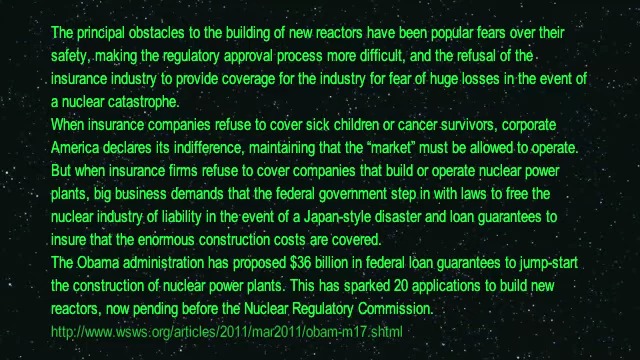 The principal obstacles to the building of new reactors have been popular fears over their
safety, making the regulatory approval process more difficult, and the refusal of the
insurance industry to provide coverage for the industry for fear of huge losses in the event of
a nuclear catastrophe.
When insurance companies refuse to cover sick children or cancer survivors, corporate
America declares its indifference, maintaining that the “market” must be allowed to operate.
But when insurance firms refuse to cover companies that build or operate nuclear power
plants, big business demands that the federal government step in with laws to free the
nuclear industry of liability in the event of a Japan-style disaster and loan guarantees to
insure that the enormous construction costs are covered.
The Obama administration has proposed $36 billion in federal loan guarantees to jump-start
the construction of nuclear power plants. This has sparked 20 applications to build new
reactors, now pending before the Nuclear Regulatory Commission.
http://www.wsws.org/articles/2011/mar2011/obam-m17.shtml